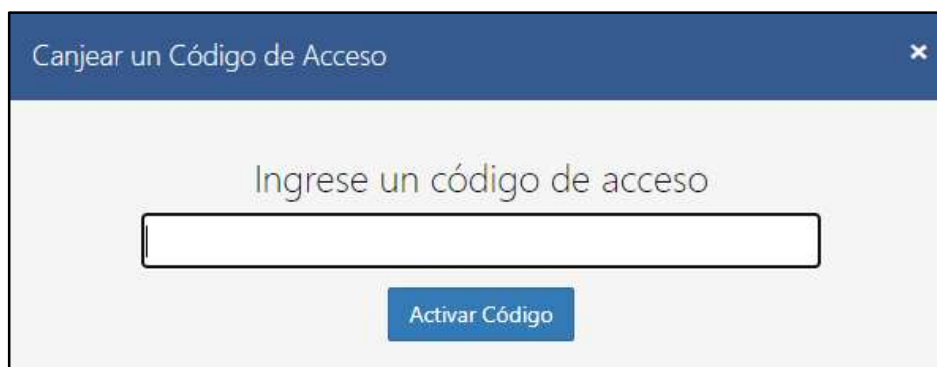 Canjear un Código de Acceso
Ingrese un código de acceso
Activar Código